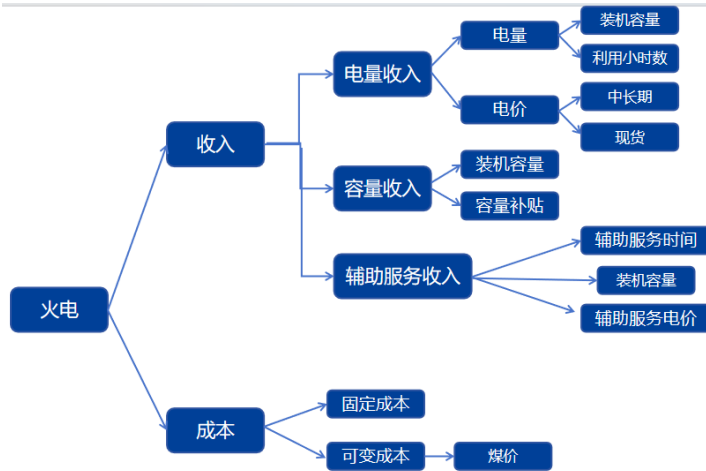 火电
收入
电量收入
电量
装机容量
利用小时数
电价
中长期
现货
容量收入
装机容量
容量补贴
辅助服务收入
辅助服务时间
装机容量
辅助服务电价
成本
固定成本
可变成本
煤价